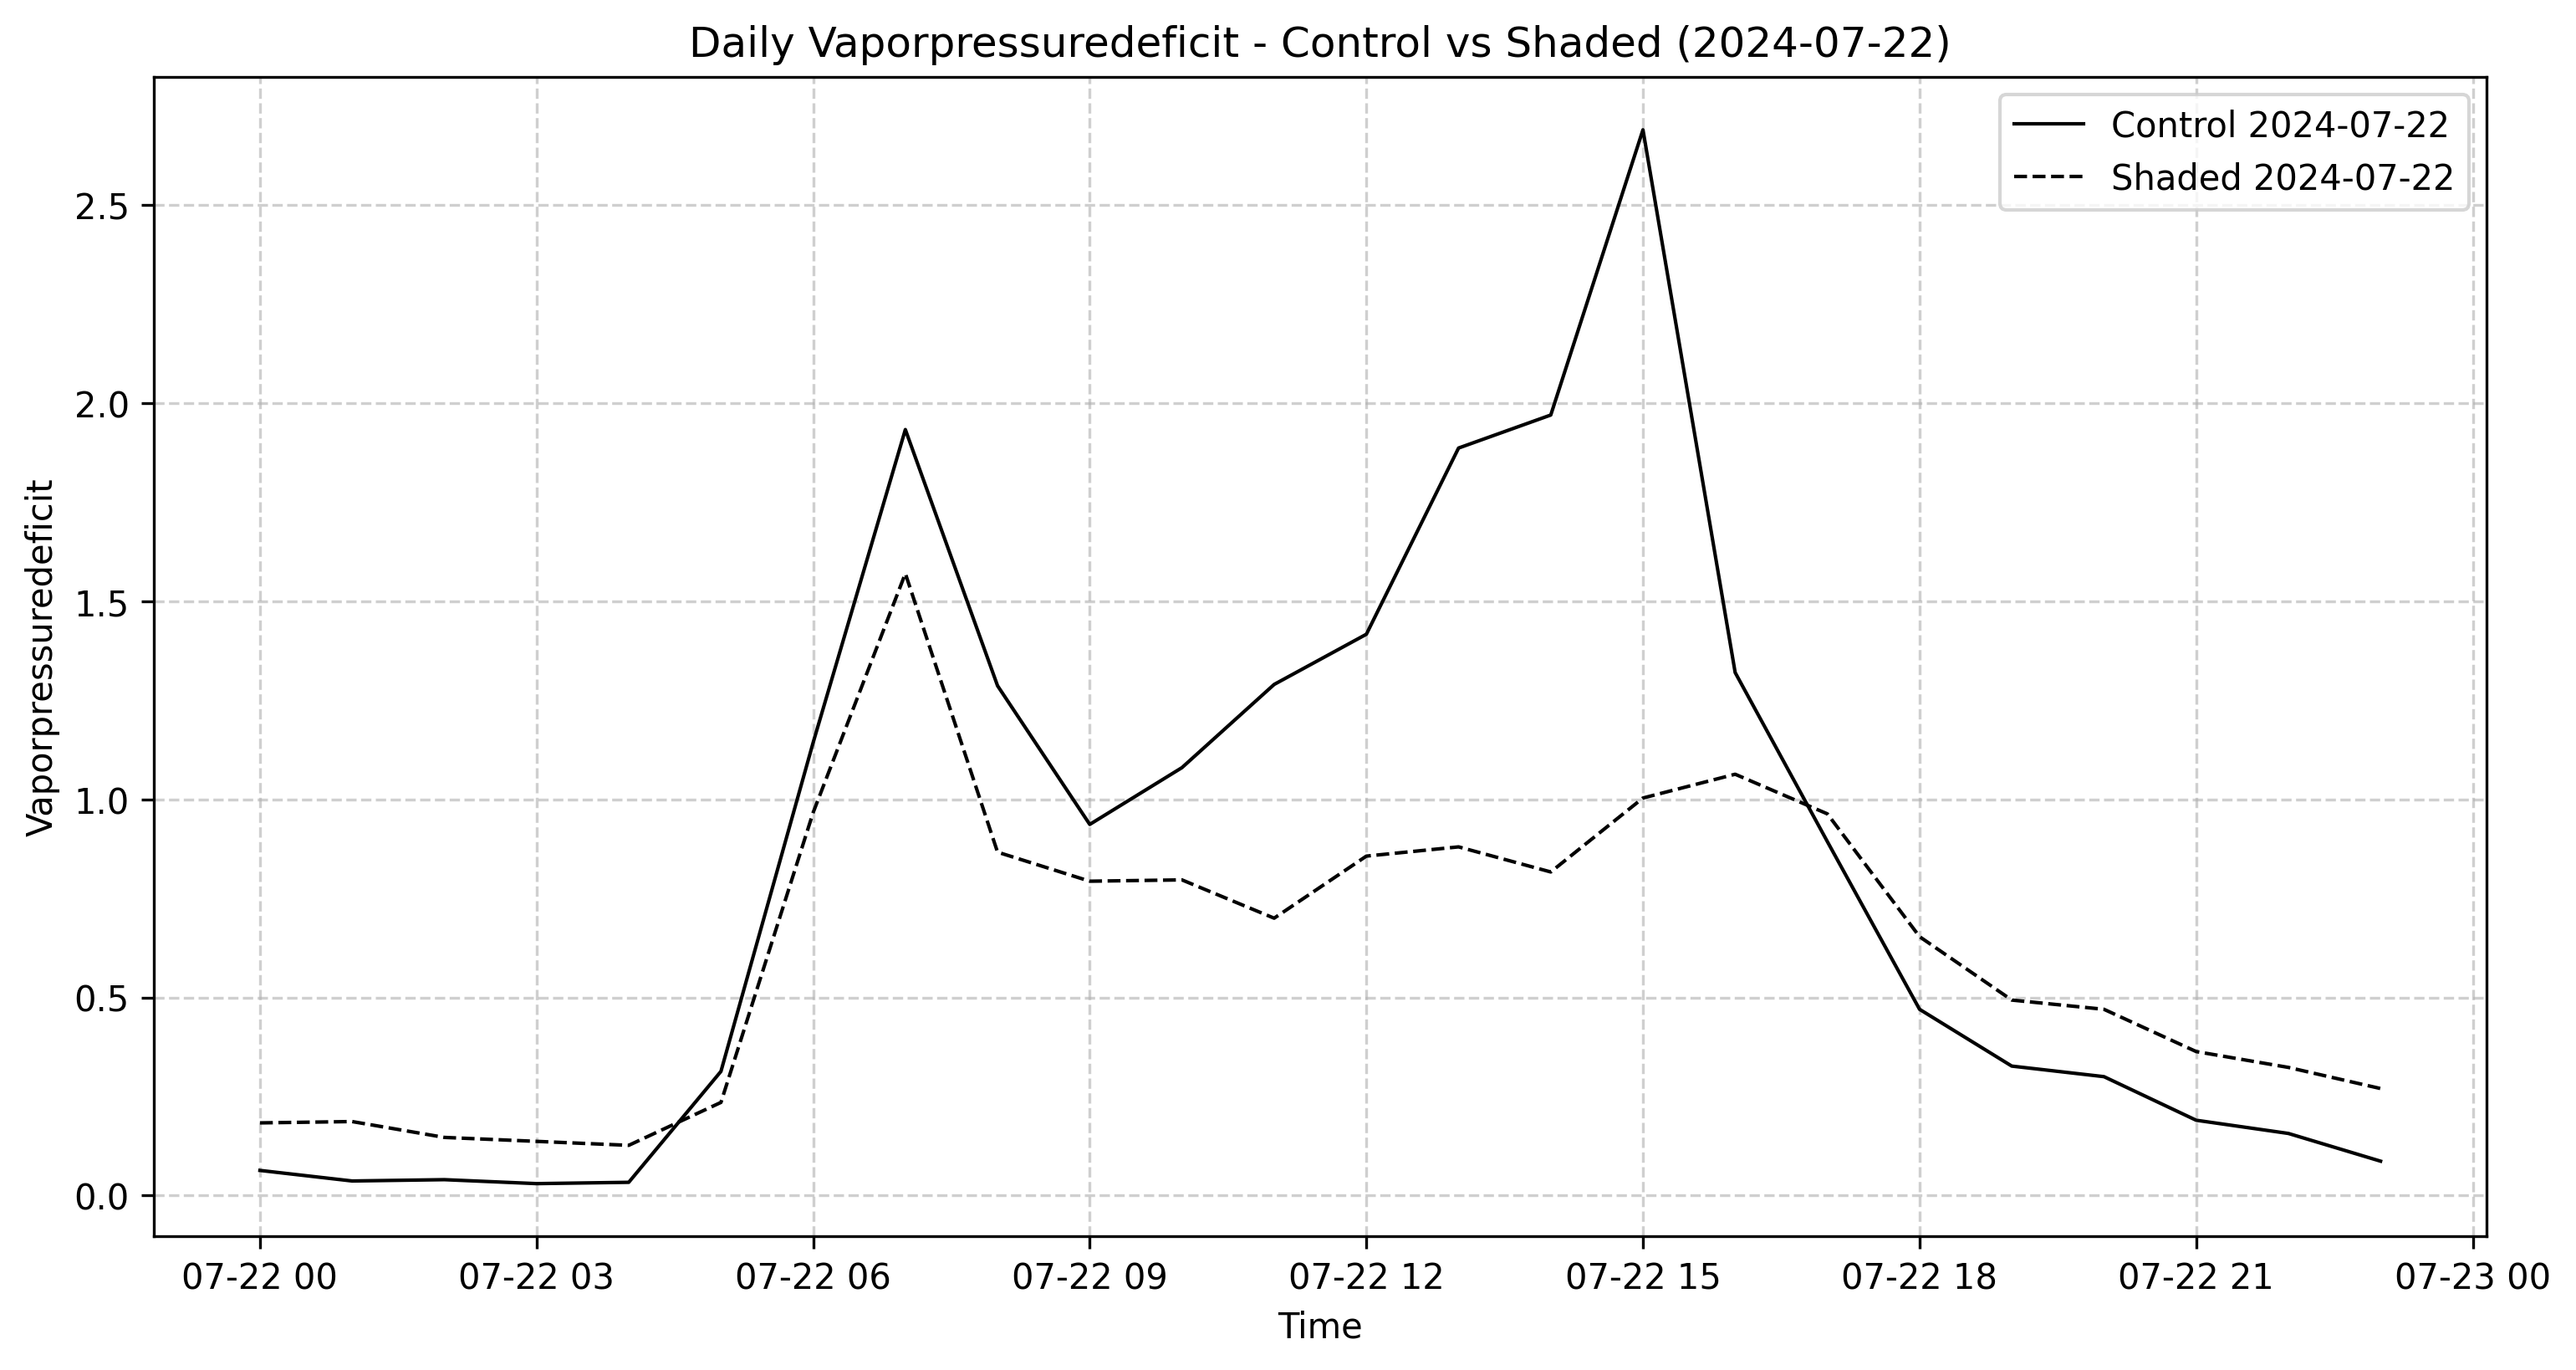 Daily Vaporpressuredeficit - Control vs Shaded (2024-07-22)
Control 2024-07-22
Shaded 2024-07-22
Vaporpressuredeficit
2.5
2.0
1.5
1.0
0.5
0.0
07-22 00 07-22 03 07-22 06 07-22 09 07-22 12 07-22 15 07-22 18 07-22 21 07-23 00
Time